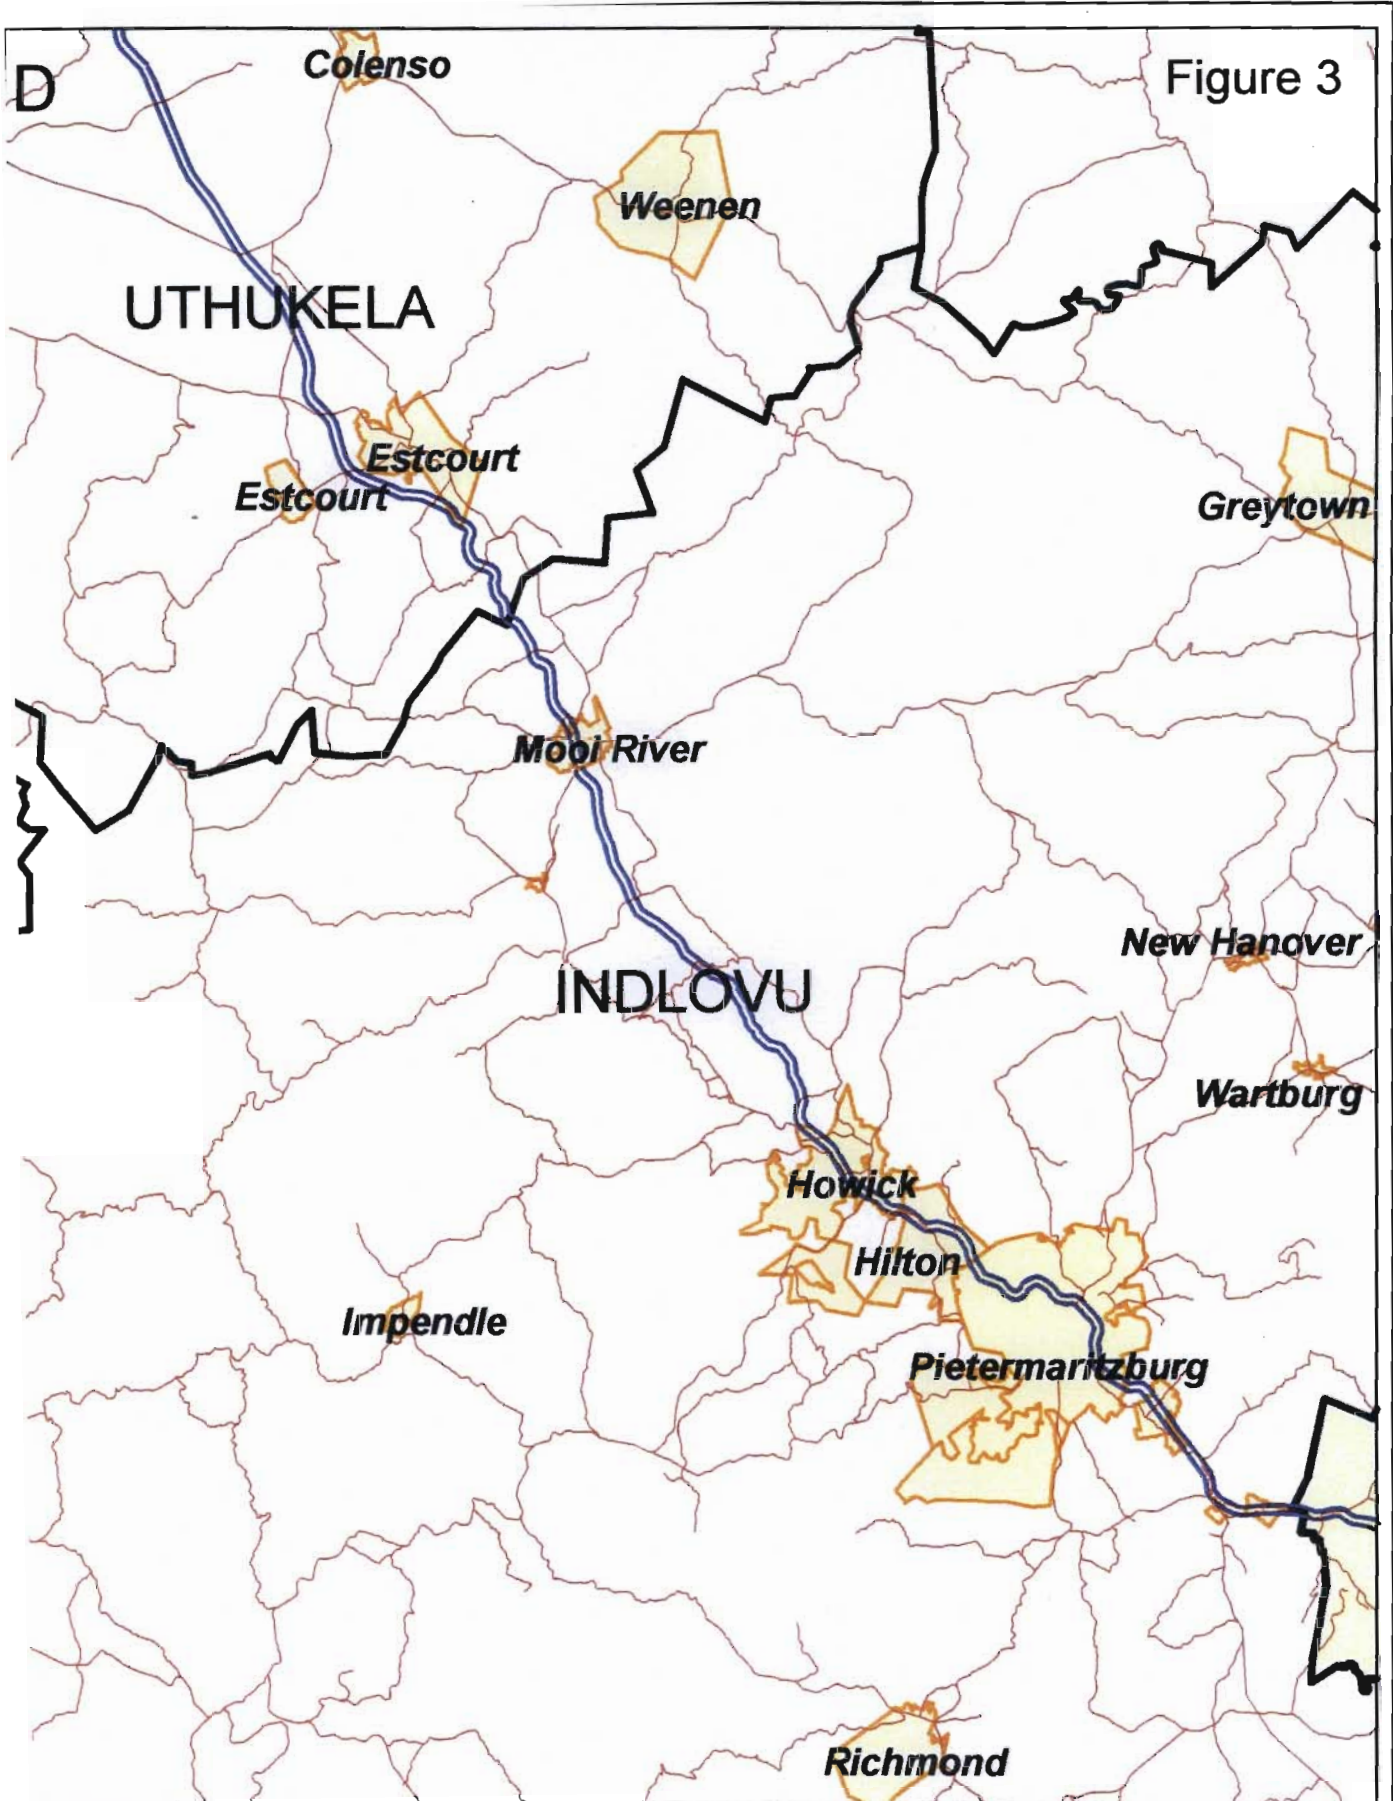 Colenso
Figure 3
D
Weenen
UTHUKELA
Estcourt
Estcourt
Greytown
Mooi River
New Hanover
INDLOVU
Wartburg
Howick
Hilton
Impendle
Pietermaritzburg
Richmond